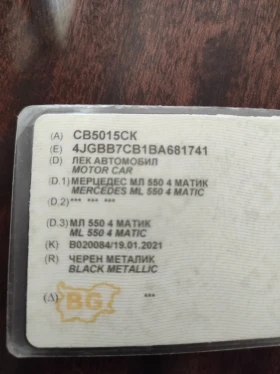 (A) CB5015CK
(E) 4JGBB7CB1BA681741
(D) ЛЕК АВТОМОБИЛ
MOTOR CAR
(D.1) МЕРЦЕДЕС МЛ 550 4 МАТИК
MERCEDES ML 550 4 MATIC
(D.2) *** *** ***
(D.3) МЛ 550 4 МАТИК
ML 550 4 MATIC
(K) B020084/19.01.2021
(R) ЧЕРЕН МЕТАЛИК
BLACK METALLIC
(Δ) BG ***